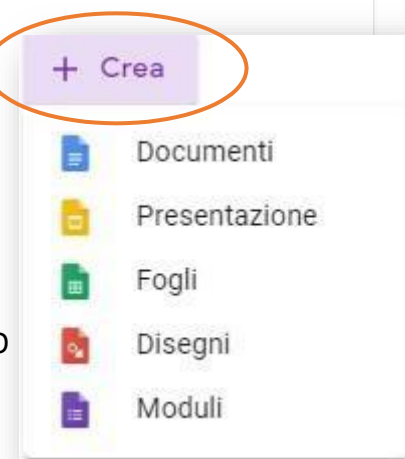 + Crea
Documenti
Presentazione
Fogli
Disegni
Moduli